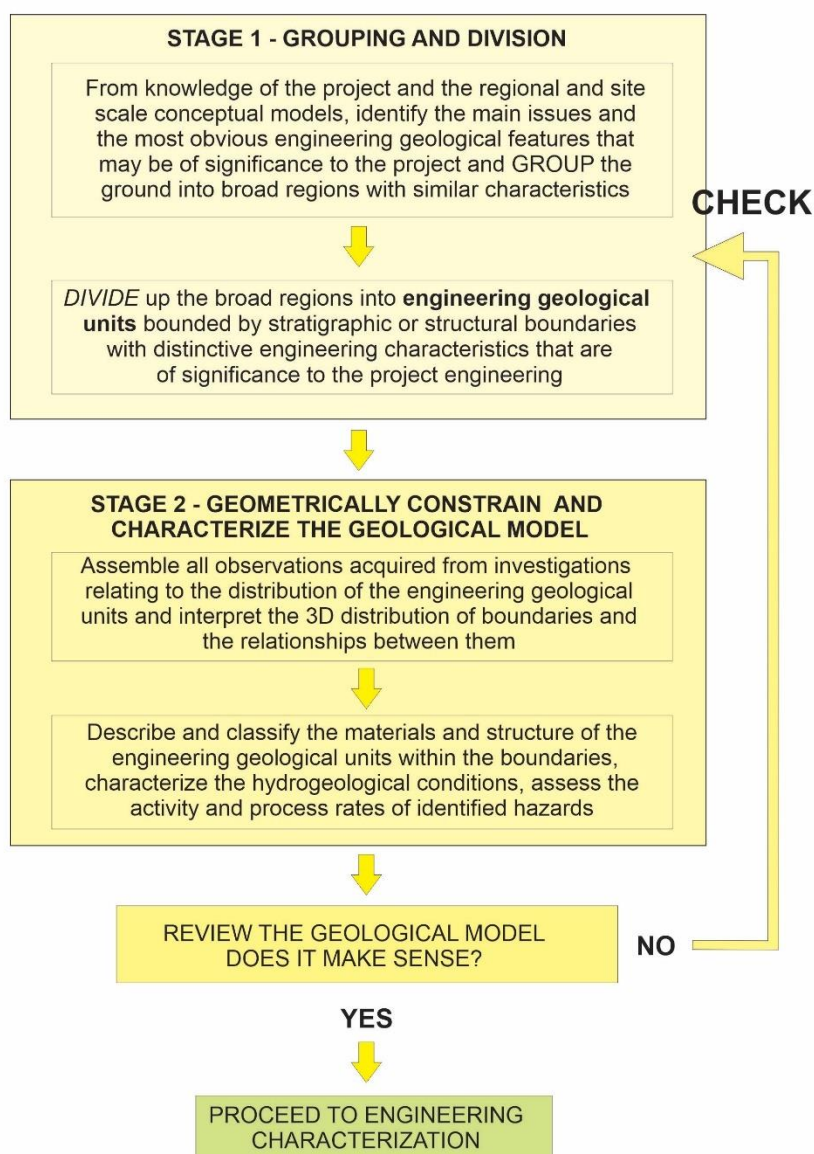 STAGE 1 - GROUPING AND DIVISION
From knowledge of the project and the regional and site
scale conceptual models, identify the main issues and
the most obvious engineering geological features that
may be of significance to the project and GROUP the
ground into broad regions with similar characteristics
CHECK
DIVIDE up the broad regions into engineering geological
units bounded by stratigraphic or structural boundaries
with distinctive engineering characteristics that are
of significance to the project engineering
STAGE 2 - GEOMETRICALLY CONSTRAIN AND
CHARACTERIZE THE GEOLOGICAL MODEL
Assemble all observations acquired from investigations
relating to the distribution of the engineering geological
units and interpret the 3D distribution of boundaries and
the relationships between them
Describe and classify the materials and structure of the
engineering geological units within the boundaries,
characterize the hydrogeological conditions, assess the
activity and process rates of identified hazards
REVIEW THE GEOLOGICAL MODEL
DOES IT MAKE SENSE?
NO
YES
PROCEED TO ENGINEERING
CHARACTERIZATION